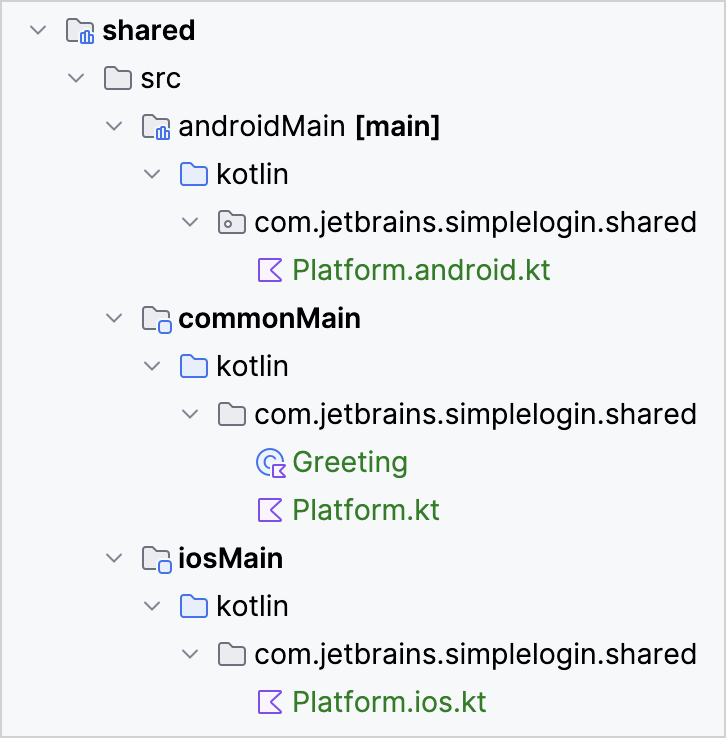 shared
src
androidMain [main]
kotlin
com.jetbrains.simplelogin.shared
Platform.android.kt
commonMain
kotlin
com.jetbrains.simplelogin.shared
Greeting
Platform.kt
iosMain
kotlin
com.jetbrains.simplelogin.shared
Platform.ios.kt